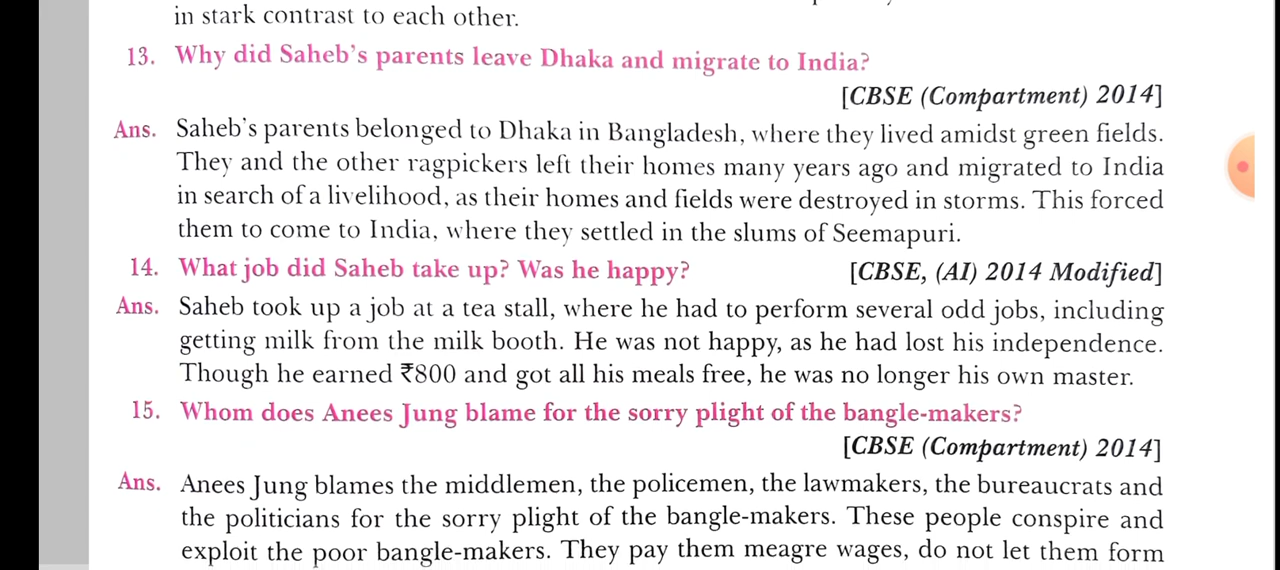 in stark contrast to each other.
13. Why did Saheb's parents leave Dhaka and migrate to India?
[CBSE (Compartment) 2014]
Ans. Saheb's parents belonged to Dhaka in Bangladesh, where they lived amidst green fields.
They and the other ragpickers left their homes many years ago and migrated to India
in search of a livelihood, as their homes and fields were destroyed in storms. This forced
them to come to India, where they settled in the slums of Seemapuri.
14. What job did Saheb take up? Was he happy? [CBSE, (AI) 2014 Modified]
Ans. Saheb took up a job at a tea stall, where he had to perform several odd jobs, including
getting milk from the milk booth. He was not happy, as he had lost his independence.
Though he earned ₹800 and got all his meals free, he was no longer his own master.
15. Whom does Anees Jung blame for the sorry plight of the bangle-makers?
[CBSE (Compartment) 2014]
Ans. Anees Jung blames the middlemen, the policemen, the lawmakers, the bureaucrats and
the politicians for the sorry plight of the bangle-makers. These people conspire and
exploit the poor bangle-makers. They pay them meagre wages, do not let them form